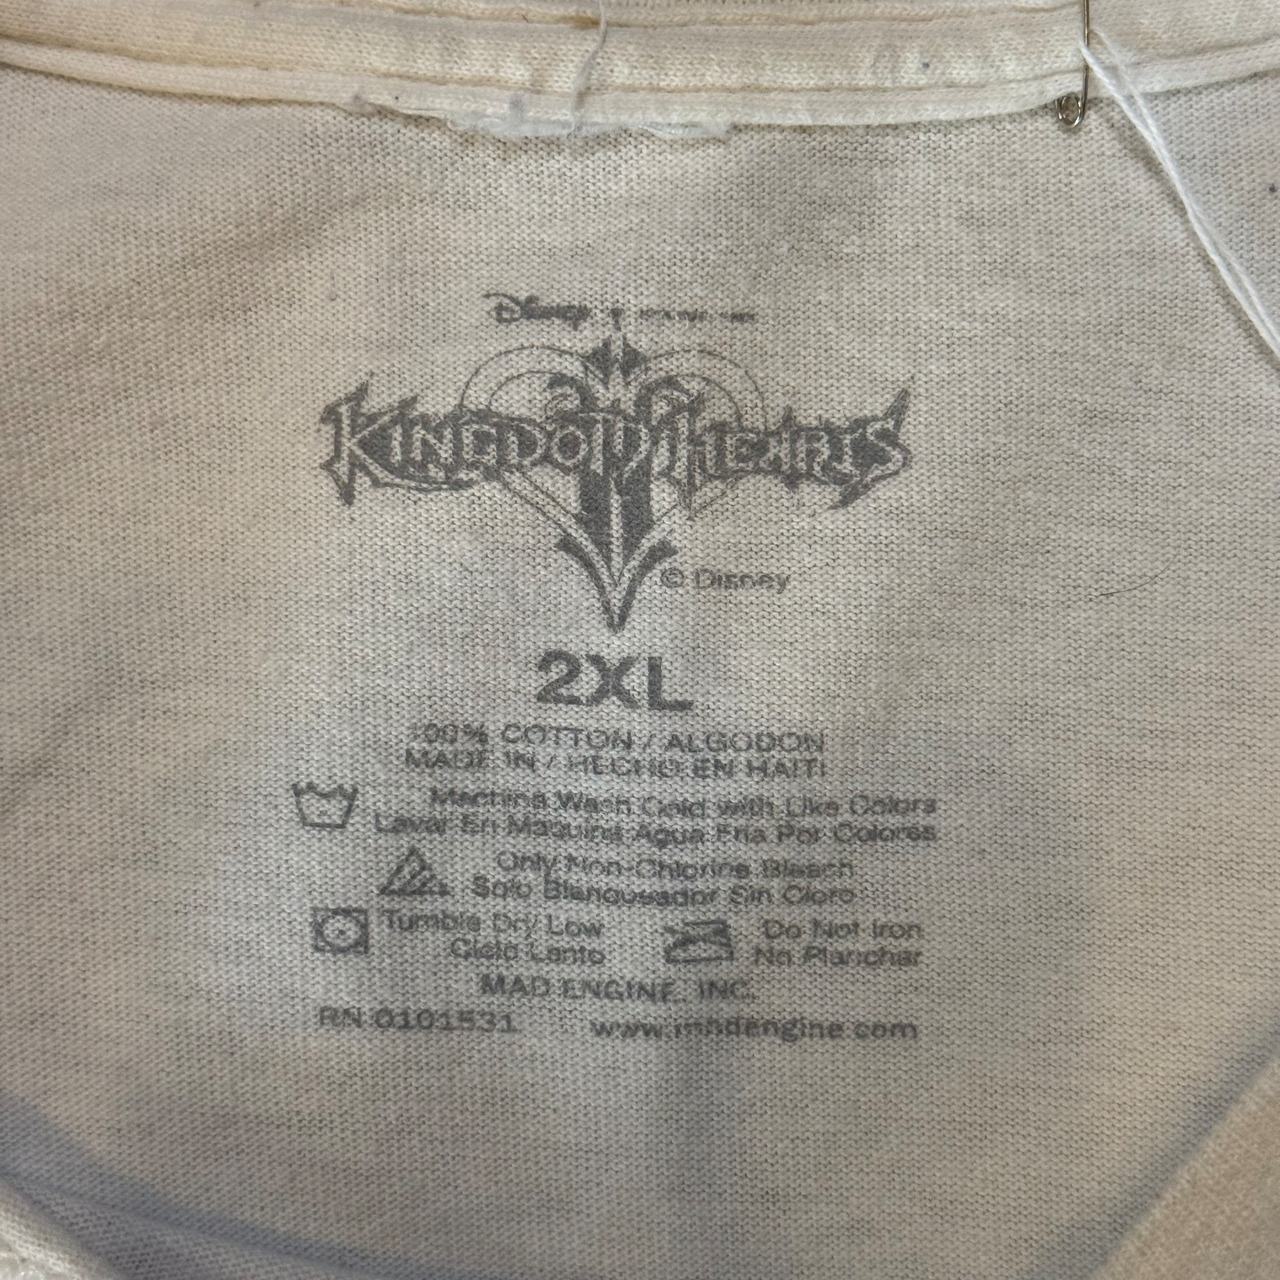 Disney
KINGDOM HEARTS
II
© Disney
2XL
100% COTTON / ALGODON
MADE IN / HECHO EN HAITI
Machine Wash Cold with Like Colors
Lavar En Maquina Agua Fria Por Colores
Only Non-Chlorine Bleach
Solo Blanqueador Sin Cloro
Tumble Dry Low
Ciclo Lento
Do Not Iron
No Planchar
MAD ENGINE, INC.
RN 0101531 www.madengine.com